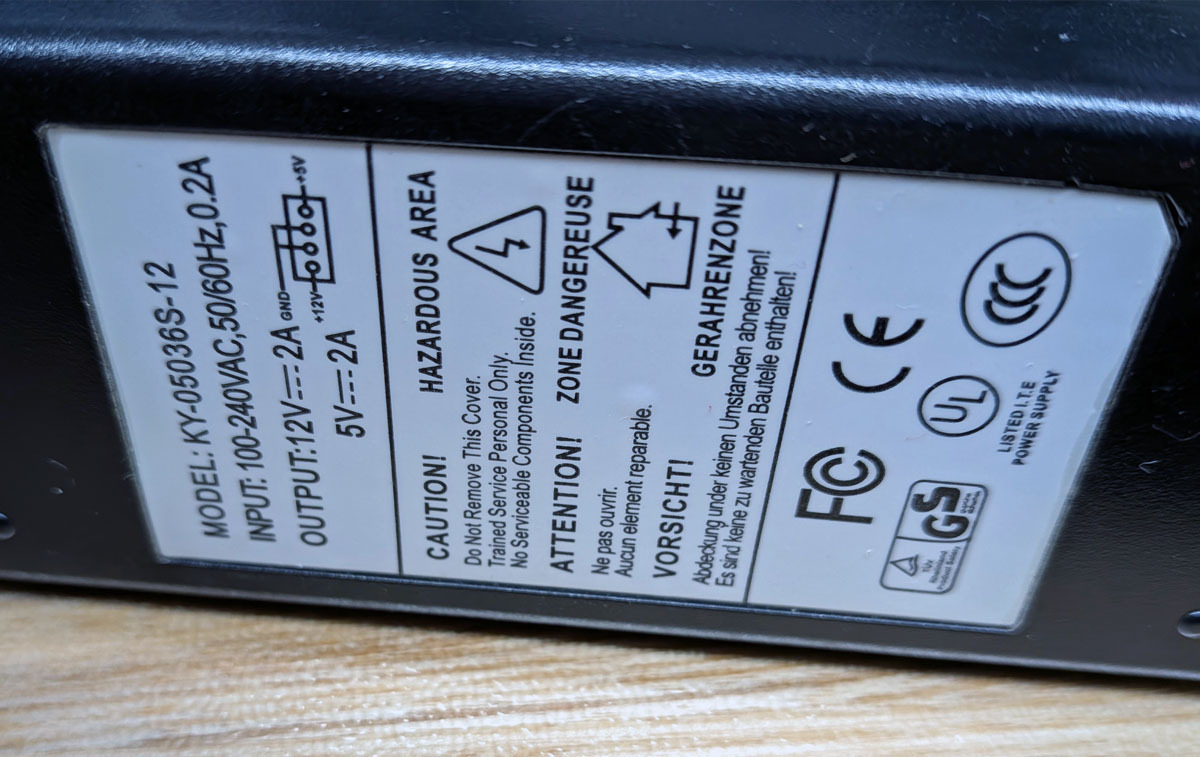 MODEL: KY-05036S-12
INPUT: 100-240VAC,50/60Hz,0.2A
OUTPUT:12V⎓2A
5V⎓2A
GND
+5V
+12V
CAUTION! HAZARDOUS AREA
Do Not Remove This Cover.
Trained Service Personal Only.
No Serviceable Components Inside.
ATTENTION! ZONE DANGEREUSE
Ne pas ouvrir.
Aucun element reparable.
VORSICHT! GERAHRENZONE
Abdeckung under keinen Umstanden abnehmen!
Es sind keine zu wartenden Bauteile enthalten!
FC CE
UL
CCC
LISTED I.T.E
POWER SUPPLY
TÜV
GS